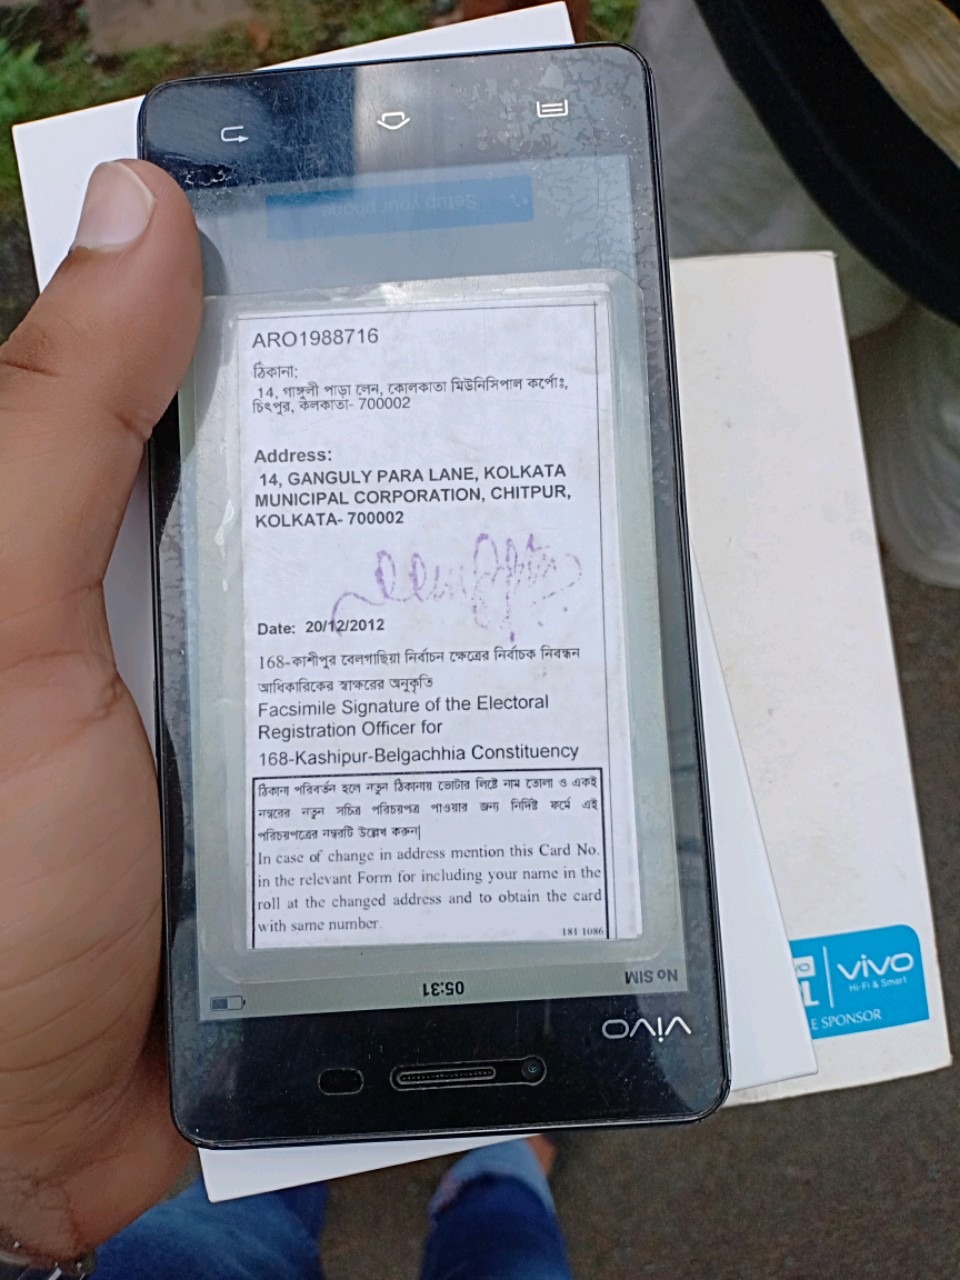 Setup your phone
ARO1988716
ঠিকানা:
14, গাঙ্গুলী পাড়া লেন, কোলকাতা মিউনিসিপাল কর্পোঃ,
চিৎপুর, কলকাতা- 700002
Address:
14, GANGULY PARA LANE, KOLKATA
MUNICIPAL CORPORATION, CHITPUR,
KOLKATA- 700002
Date: 20/12/2012
168-কাশীপুর বেলগাছিয়া নির্বাচন ক্ষেত্রের নির্বাচক নিবন্ধন
আধিকারিকের স্বাক্ষরের অনুকৃতি
Facsimile Signature of the Electoral
Registration Officer for
168-Kashipur-Belgachhia Constituency
ঠিকানা পরিবর্তন হলে নতুন ঠিকানায় ভোটার লিষ্টে নাম তোলা ও একই
নম্বরের নতুন সচিত্র পরিচয়পত্র পাওয়ার জন্য নির্দিষ্ট ফর্মে এই
পরিচয়পত্রের নম্বরটি উল্লেখ করুন|
In case of change in address mention this Card No.
in the relevant Form for including your name in the
roll at the changed address and to obtain the card
with same number.
181 1086
No SIM
05:31
vivo
vivo
Hi-Fi & Smart
E SPONSOR